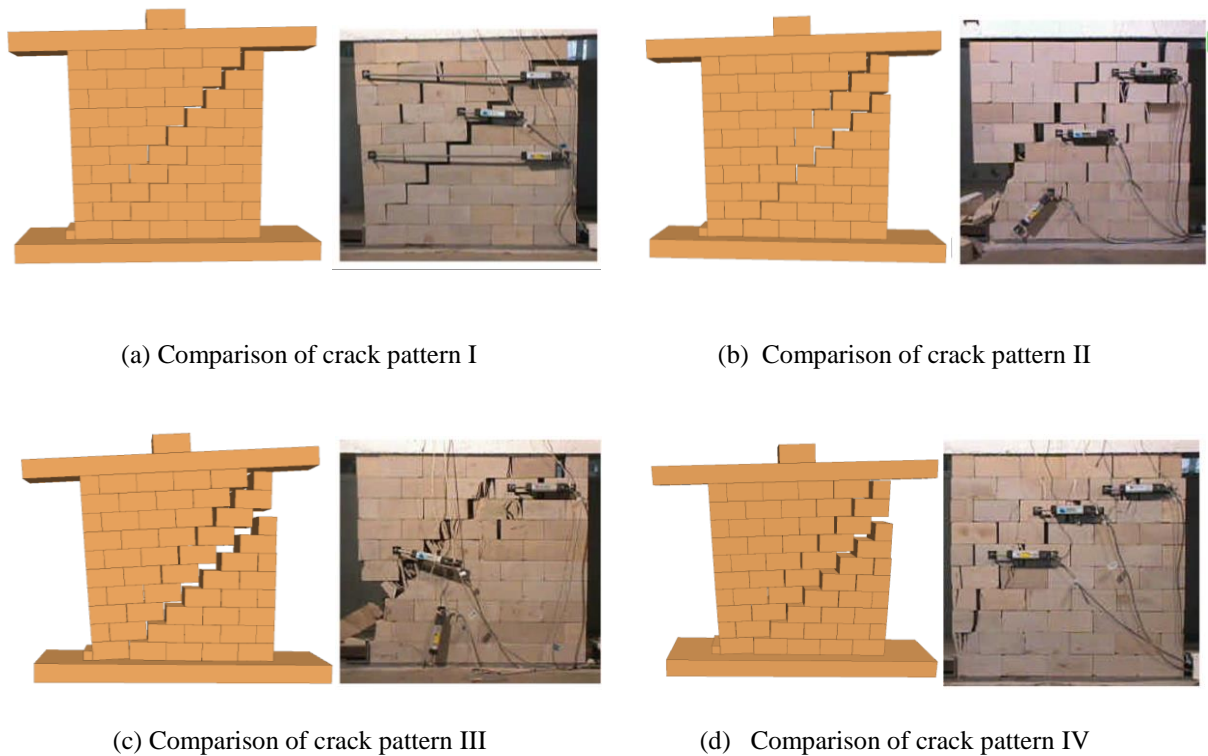 (a) Comparison of crack pattern I
(b) Comparison of crack pattern II
(c) Comparison of crack pattern III
(d) Comparison of crack pattern IV